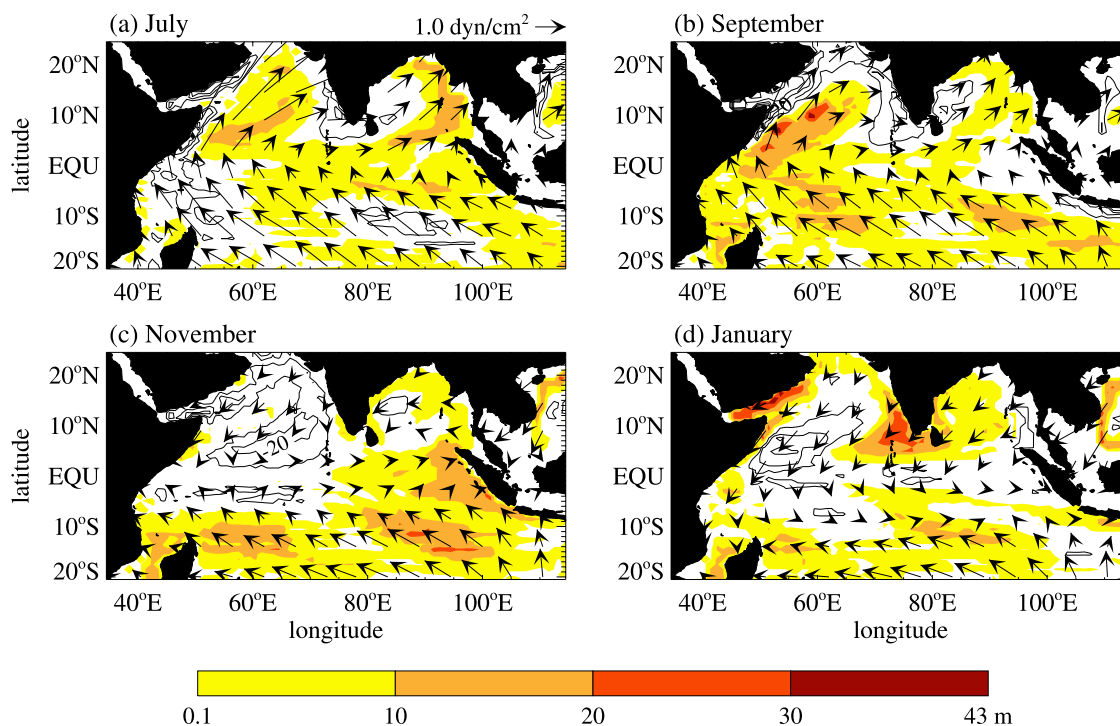 (a) July
1.0 dyn/cm²
(b) September
latitude
20°N
10°N
EQU
10°S
20°S
20°N
10°N
EQU
10°S
20°S
40°E 60°E 80°E 100°E
40°E 60°E 80°E 100°E
(c) November
(d) January
latitude
20°N
10°N
EQU
10°S
20°S
-20
20°N
10°N
EQU
10°S
20°S
40°E 60°E 80°E 100°E
40°E 60°E 80°E 100°E
longitude
longitude
0.1 10 20 30 43 m